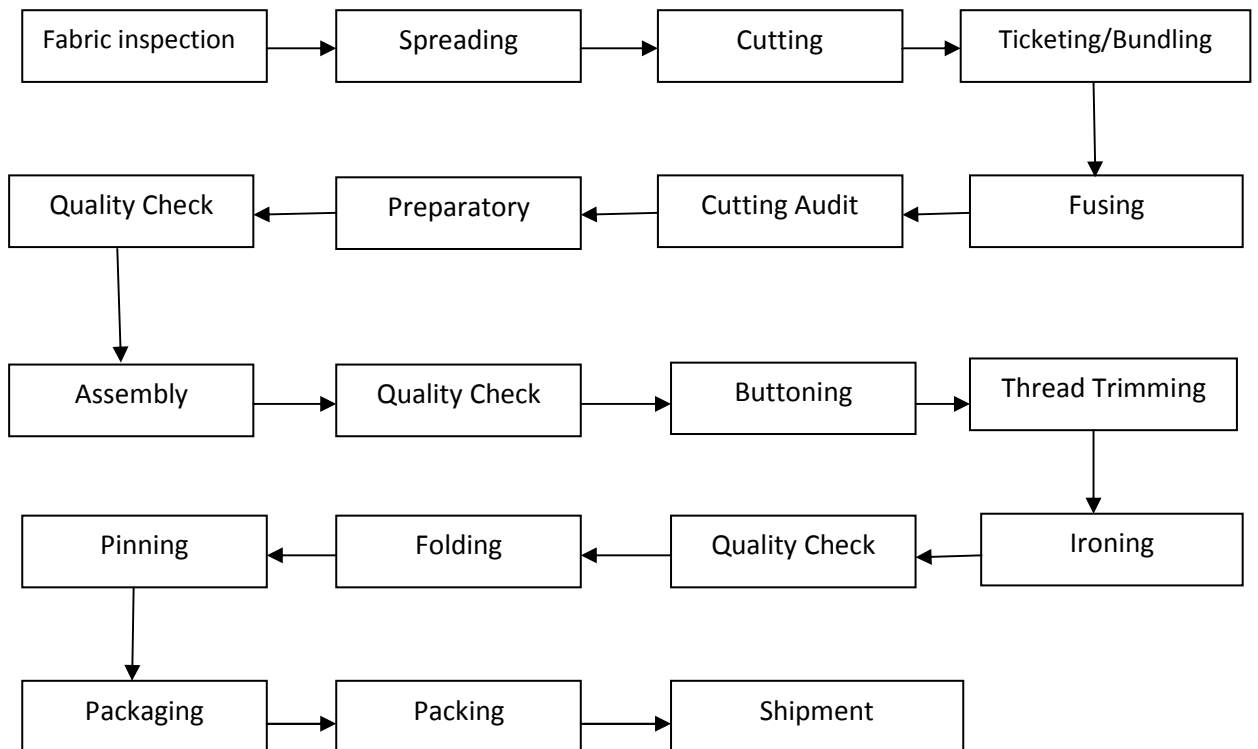 Fabric inspection
Spreading
Cutting
Ticketing/Bundling
Quality Check
Preparatory
Cutting Audit
Fusing
Assembly
Quality Check
Buttoning
Thread Trimming
Pinning
Folding
Quality Check
Ironing
Packaging
Packing
Shipment